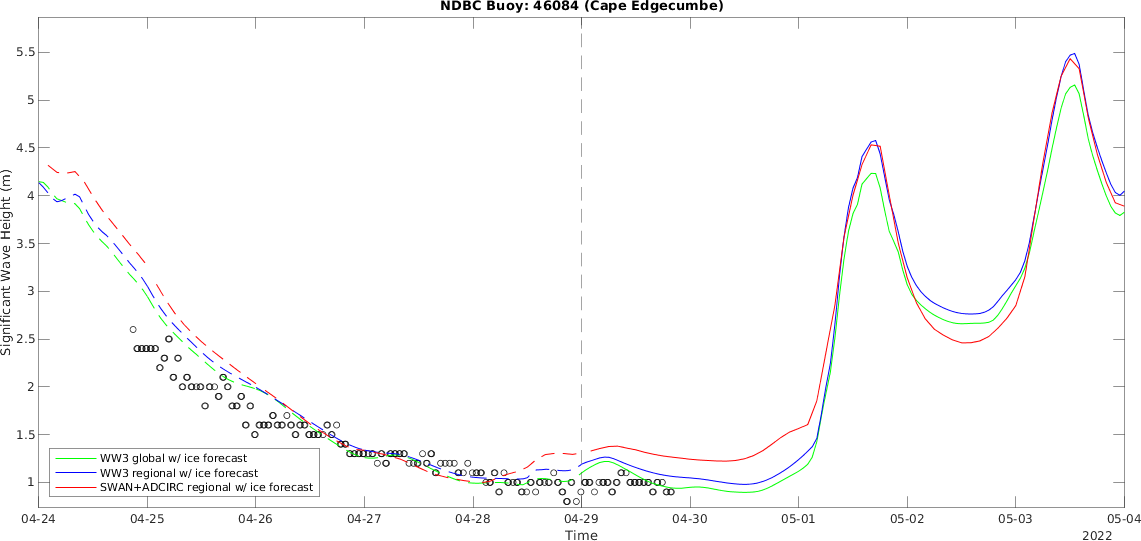 NDBC Buoy: 46084 (Cape Edgecumbe)
Significant Wave Height (m)
5.5
5
4.5
4
3.5
3
2.5
2
1.5
1
WW3 global w/ ice forecast
WW3 regional w/ ice forecast
SWAN+ADCIRC regional w/ ice forecast
04-24 04-25 04-26 04-27 04-28 04-29 04-30 05-01 05-02 05-03 05-04
Time
2022